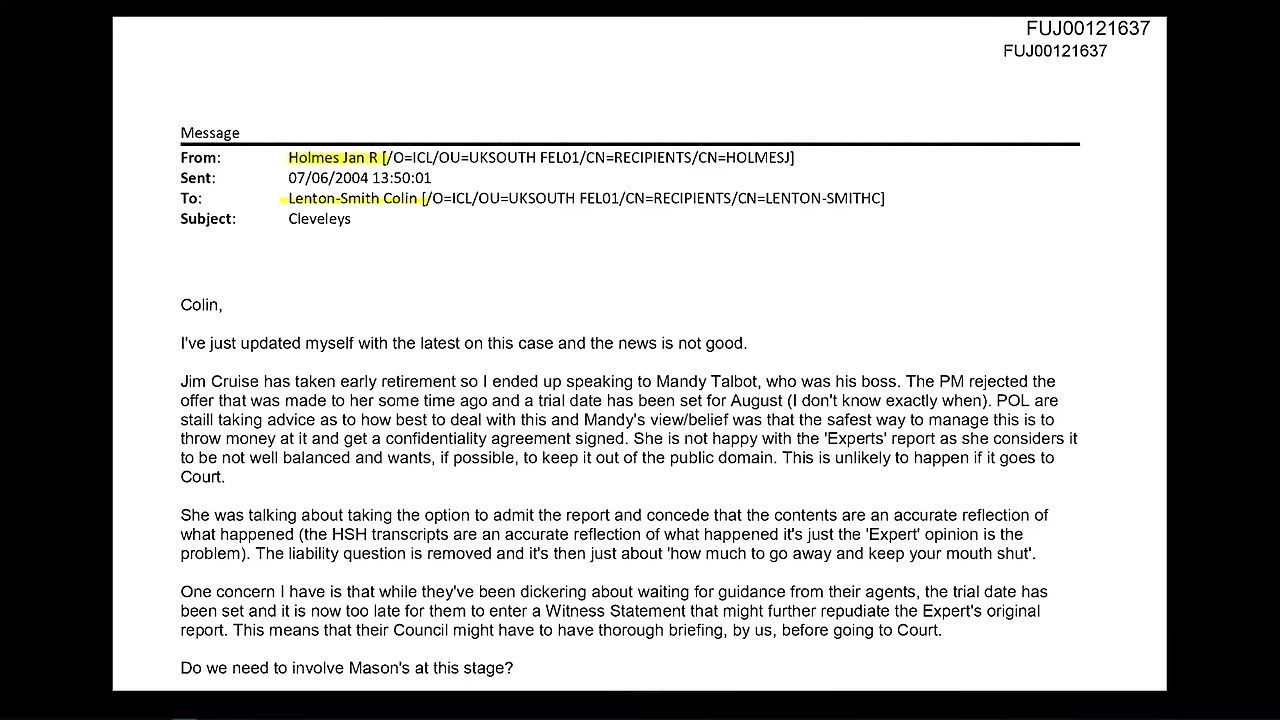 FUJ00121637
FUJ00121637
Message
From: Holmes Jan R [/O=ICL/OU=UKSOUTH FEL01/CN=RECIPIENTS/CN=HOLMESJ]
Sent: 07/06/2004 13:50:01
To: Lenton-Smith Colin [/O=ICL/OU=UKSOUTH FEL01/CN=RECIPIENTS/CN=LENTON-SMITHC]
Subject: Cleveleys
Colin,
I've just updated myself with the latest on this case and the news is not good.
Jim Cruise has taken early retirement so I ended up speaking to Mandy Talbot, who was his boss. The PM rejected the
offer that was made to her some time ago and a trial date has been set for August (I don't know exactly when). POL are
staill taking advice as to how best to deal with this and Mandy's view/belief was that the safest way to manage this is to
throw money at it and get a confidentiality agreement signed. She is not happy with the 'Experts' report as she considers it
to be not well balanced and wants, if possible, to keep it out of the public domain. This is unlikely to happen if it goes to
Court.
She was talking about taking the option to admit the report and concede that the contents are an accurate reflection of
what happened (the HSH transcripts are an accurate reflection of what happened it's just the 'Expert' opinion is the
problem). The liability question is removed and it's then just about 'how much to go away and keep your mouth shut'.
One concern I have is that while they've been dickering about waiting for guidance from their agents, the trial date has
been set and it is now too late for them to enter a Witness Statement that might further repudiate the Expert's original
report. This means that their Council might have to have thorough briefing, by us, before going to Court.
Do we need to involve Mason's at this stage?